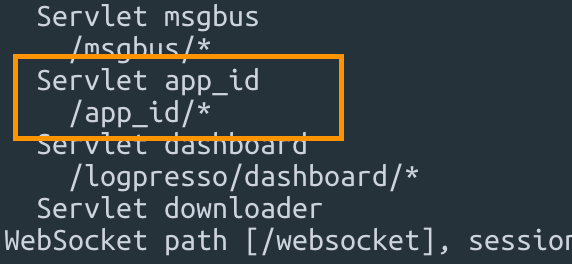 Servlet msgbus
/msgbus/*
Servlet app_id
/app_id/*
Servlet dashboard
/logpresso/dashboard/*
Servlet downloader
WebSocket path [/websocket], session